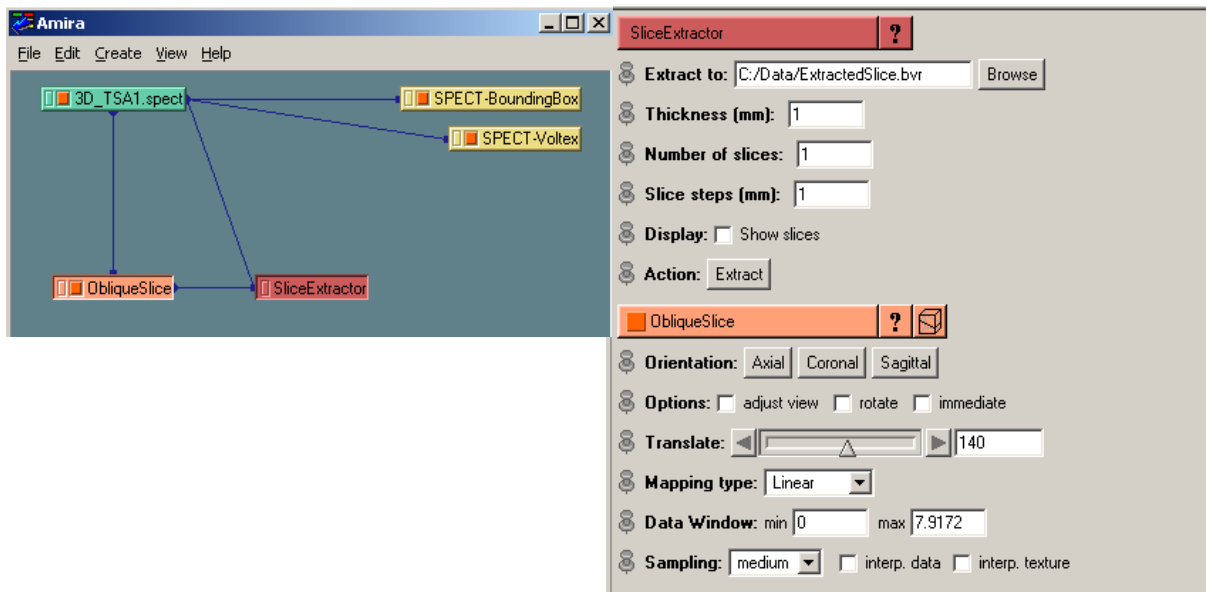 Amira
File Edit Create View Help
3D_TSA1.spect
SPECT-BoundingBox
SPECT-Voltex
ObliqueSlice
SliceExtractor
SliceExtractor ?
Extract to: C:/Data/ExtractedSlice.bvr Browse
Thickness (mm): 1
Number of slices: 1
Slice steps (mm): 1
Display: Show slices
Action: Extract
ObliqueSlice ?
Orientation: Axial Coronal Sagittal
Options: adjust view rotate immediate
Translate: 140
Mapping type: Linear
Data Window: min 0 max 7.9172
Sampling: medium interp. data interp. texture